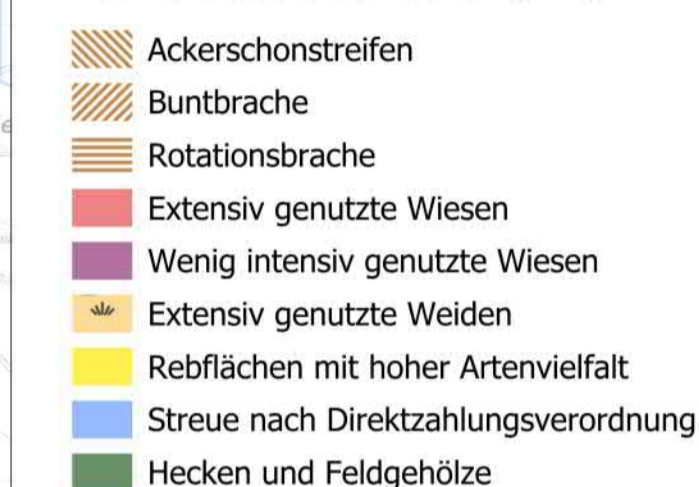 Ackerschonstreifen
Buntbrache
Rotationsbrache
Extensiv genutzte Wiesen
Wenig intensiv genutzte Wiesen
Extensiv genutzte Weiden
Rebflächen mit hoher Artenvielfalt
Streue nach Direktzahlungsverordnung
Hecken und Feldgehölze